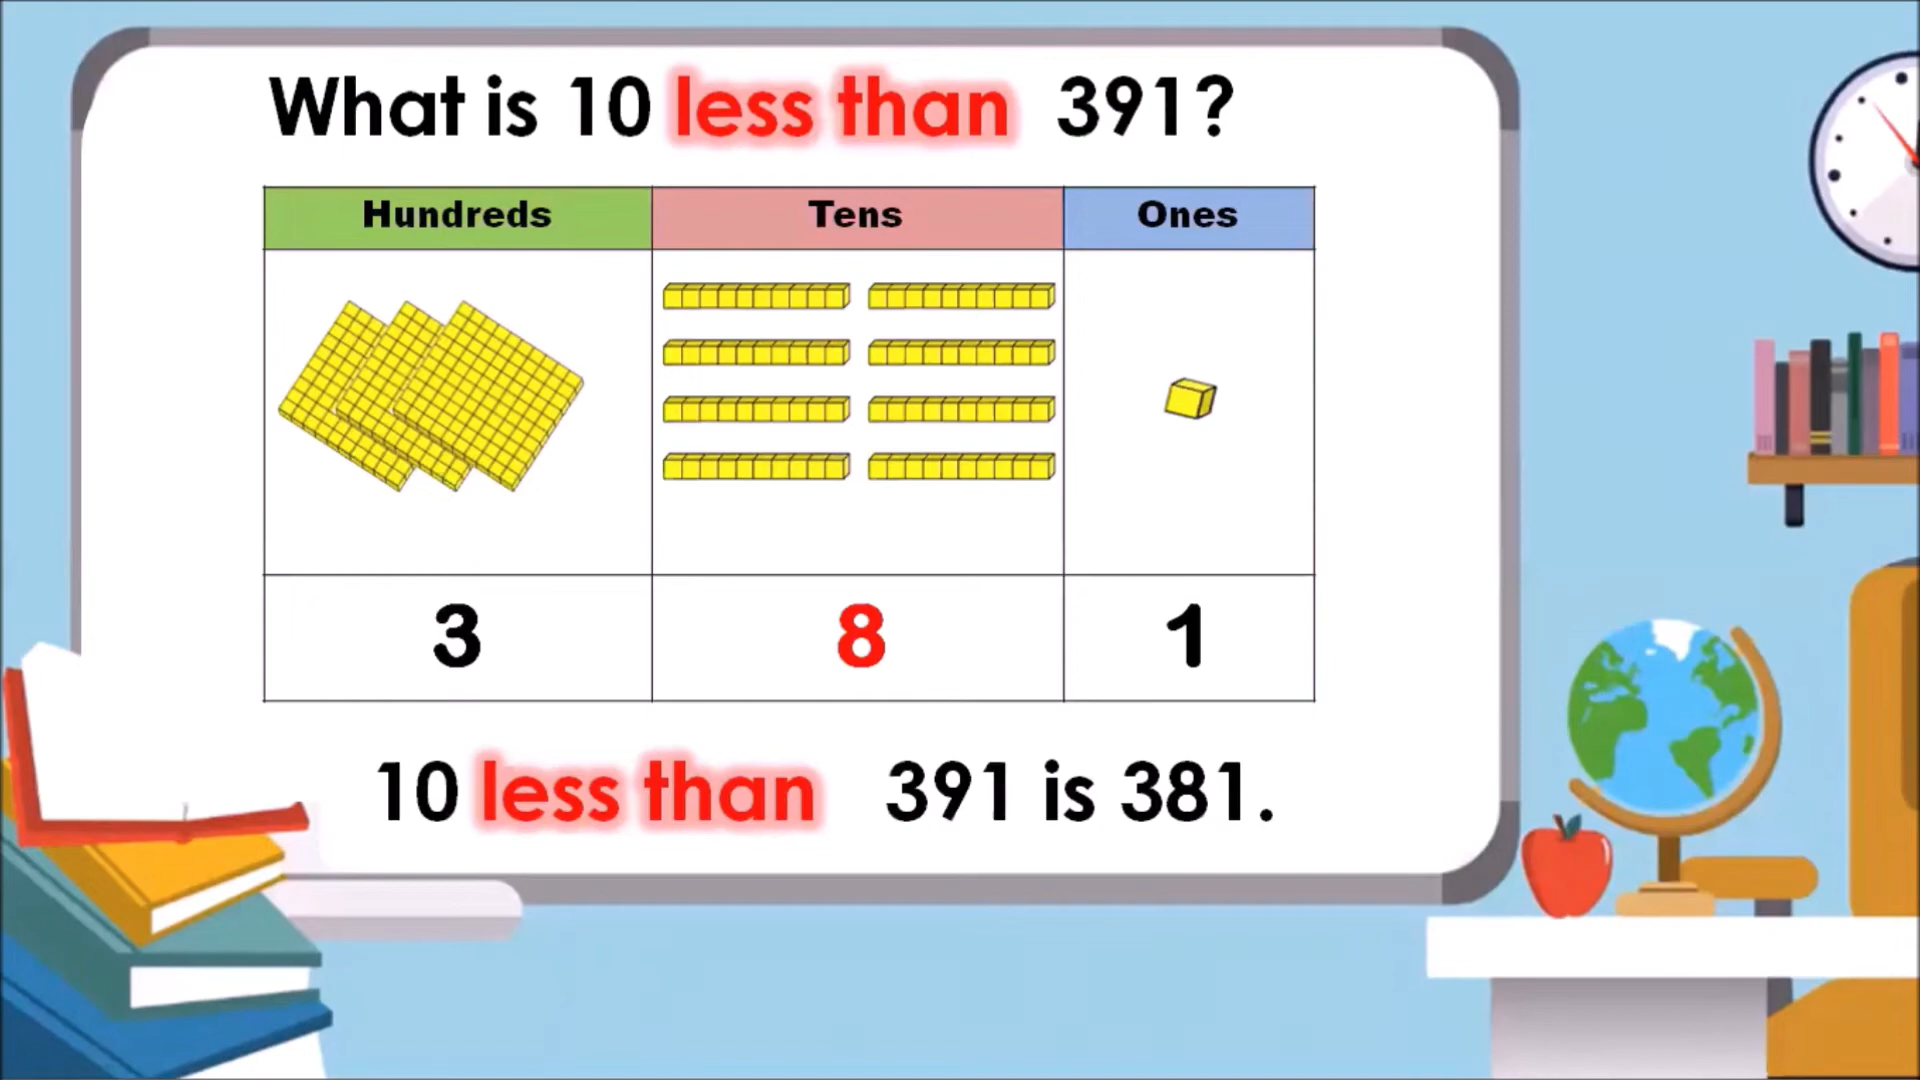 What is 10 less than 391?
Hundreds Tens Ones
3 8 1
10 less than 391 is 381.